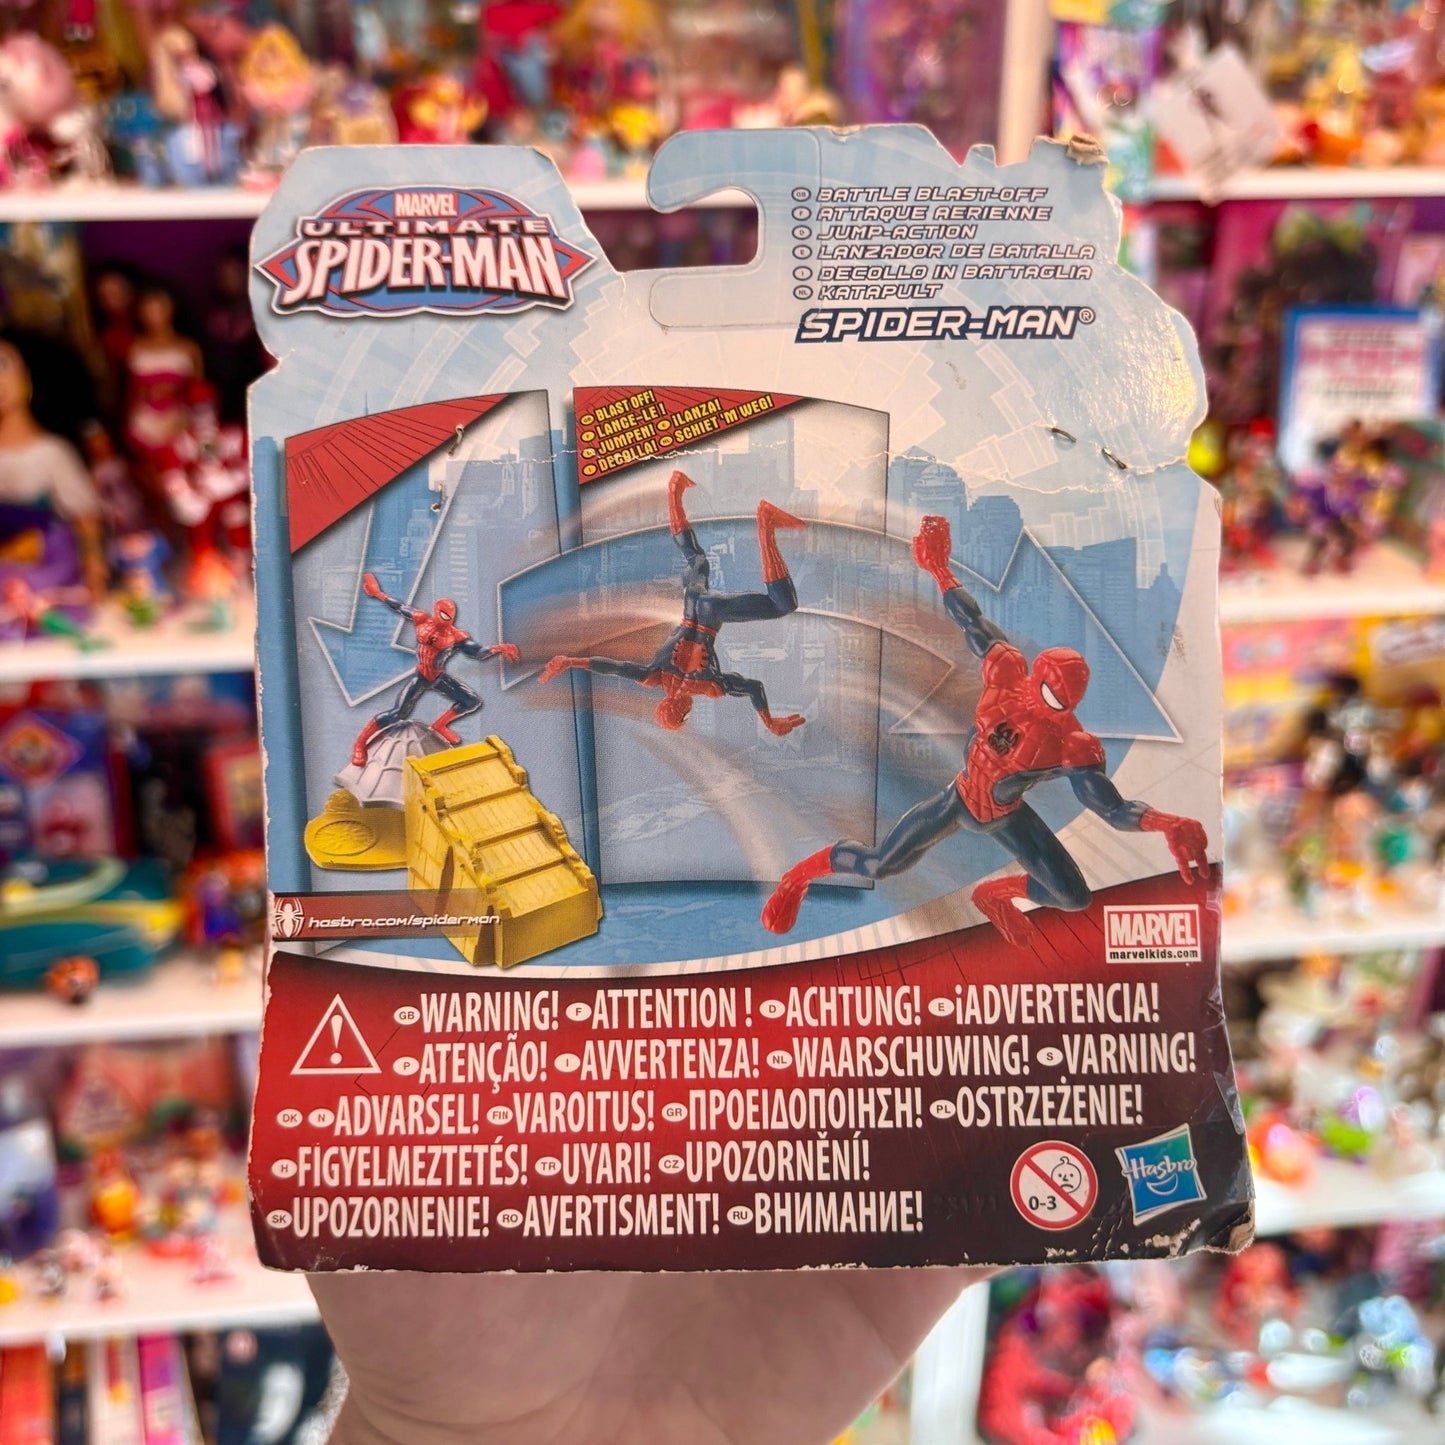 MARVEL
ULTIMATE
SPIDER-MAN
GB BATTLE BLAST-OFF
F ATTAQUE AERIENNE
D JUMP-ACTION
E LANZADOR DE BATALLA
I DECOLLO IN BATTAGLIA
NL KATAPULT
SPIDER-MAN®
GB BLAST OFF!
F LANCE-LE ! E ¡LANZA!
D JUMPEN! NL SCHIET 'M WEG!
I DECOLLA!
hasbro.com/spiderman
MARVEL
marvelkids.com
GB WARNING! F ATTENTION ! D ACHTUNG! E ¡ADVERTENCIA!
P ATENÇÃO! I AVVERTENZA! NL WAARSCHUWING! S VARNING!
DK N ADVARSEL! FIN VAROITUS! GR ΠΡΟΕΙΔΟΠΟΙΗΣΗ! PL OSTRZEŻENIE!
H FIGYELMEZTETÉS! TR UYARI! CZ UPOZORNĚNÍ!
SK UPOZORNENIE! RO AVERTISMENT! RU ВНИМАНИЕ!
0-3
Hasbro